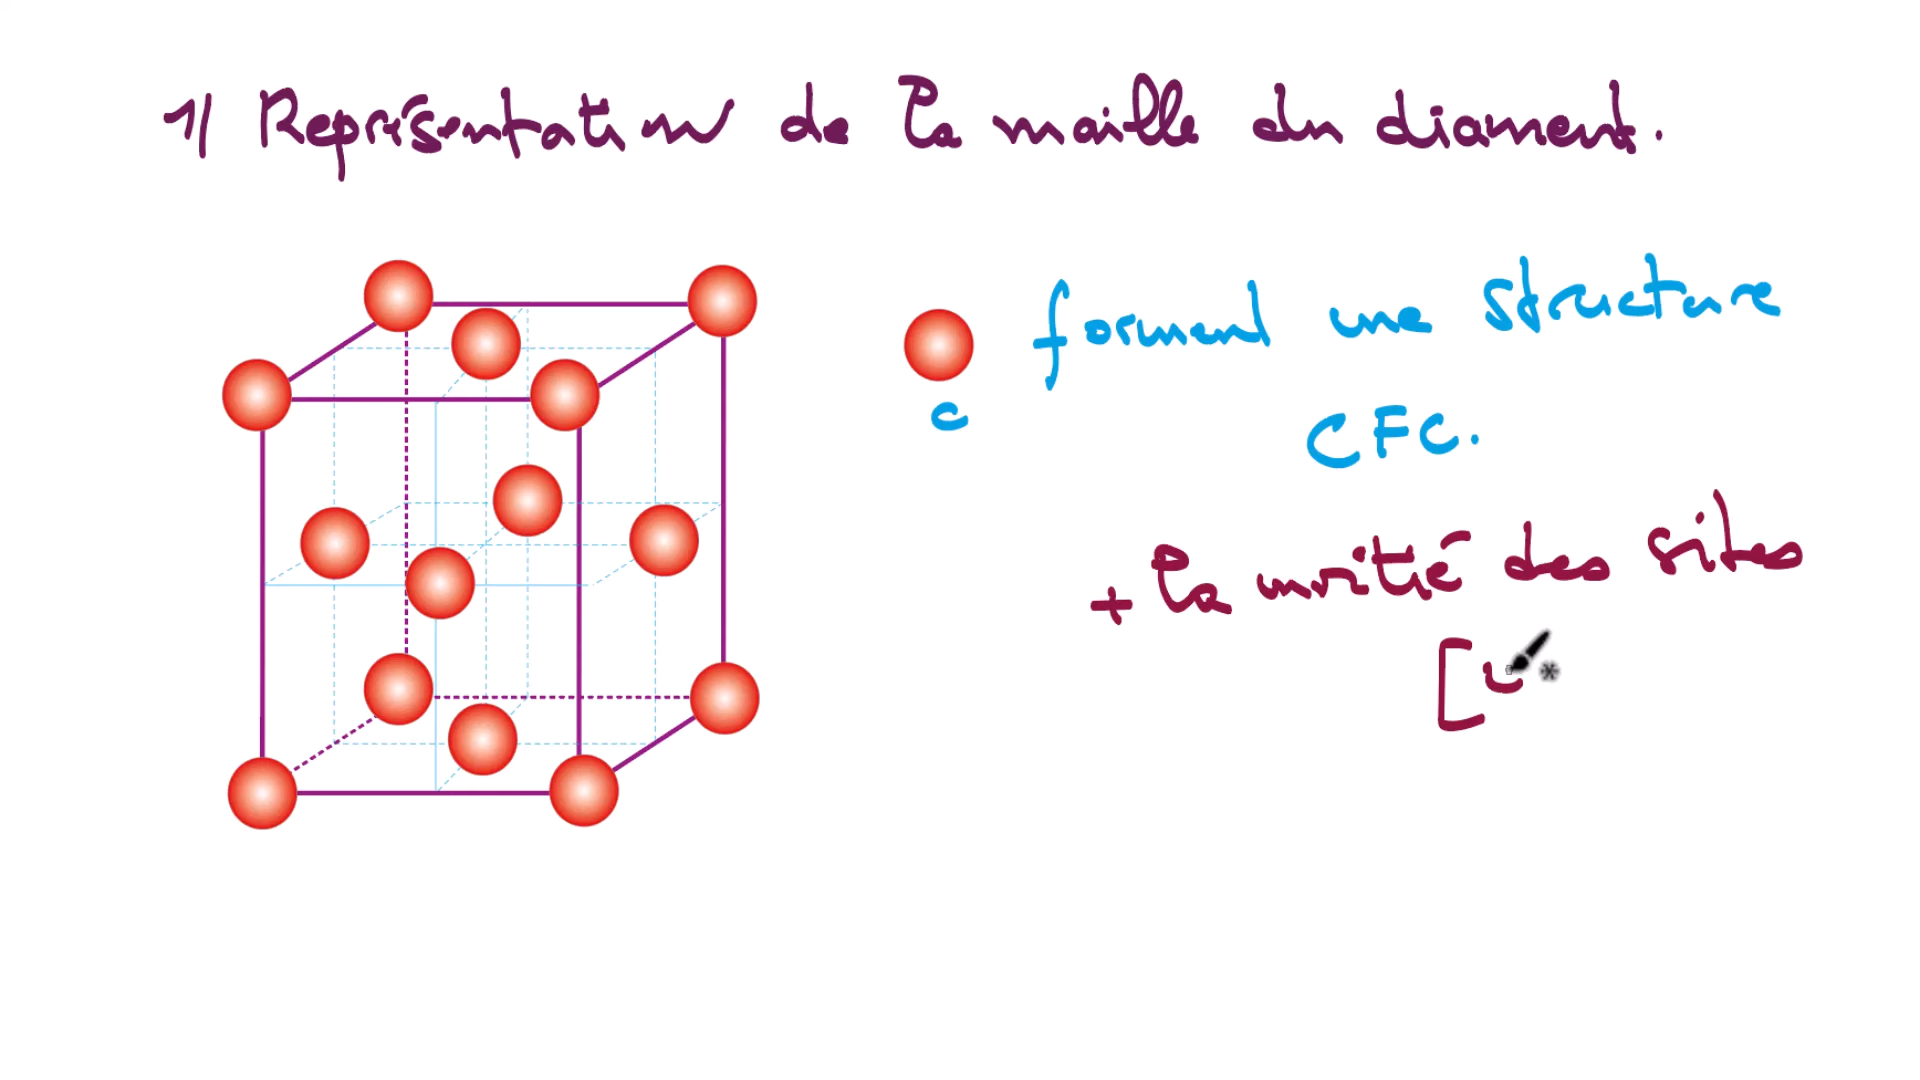 1/ Représentation de la maille du diamant.
forment une structure
C
CFC.
+ la moitié des sites
[